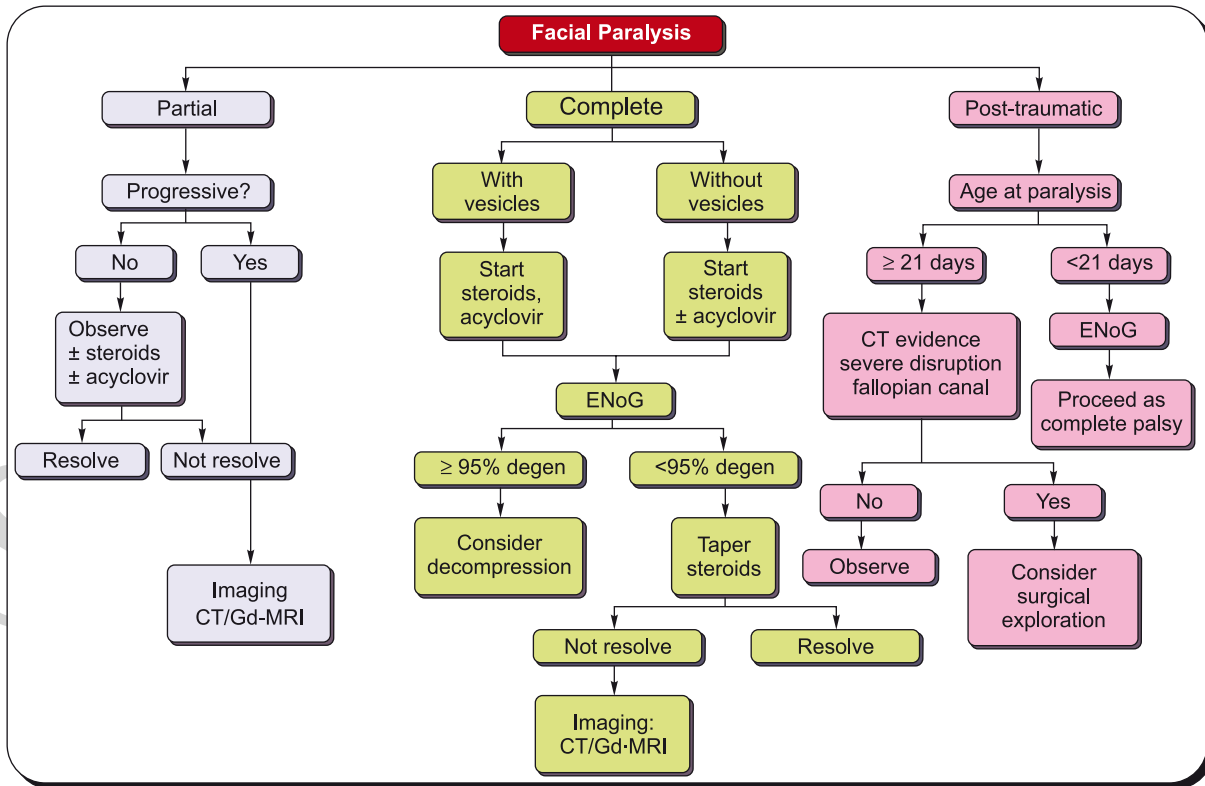 Facial Paralysis
Partial
Complete
Post-traumatic
Progressive?
With
vesicles
Without
vesicles
Age at paralysis
No
Yes
Start
steroids,
acyclovir
Start
steroids
± acyclovir
≥ 21 days
<21 days
Observe
± steroids
± acyclovir
CT evidence
severe disruption
fallopian canal
ENoG
ENoG
Proceed as
complete palsy
Resolve
Not resolve
≥ 95% degen
<95% degen
No
Yes
Consider
decompression
Taper
steroids
Observe
Consider
surgical
exploration
Imaging
CT/Gd-MRI
Not resolve
Resolve
Imaging:
CT/Gd·MRI